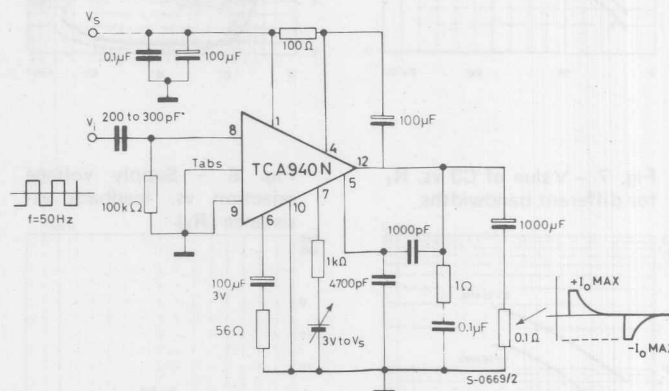 Vs
0.1µF
100µF
100Ω
100µF
Vi
200 to 300pF*
8
1
4
12
TCA940N
Tabs
5
7
10
6
9
100kΩ
f=50Hz
1kΩ
1000pF
1000µF
100µF
3V
4700pF
1Ω
56Ω
3V to Vs
0.1µF
0.1Ω
+Io MAX
-Io MAX
S-0669/2